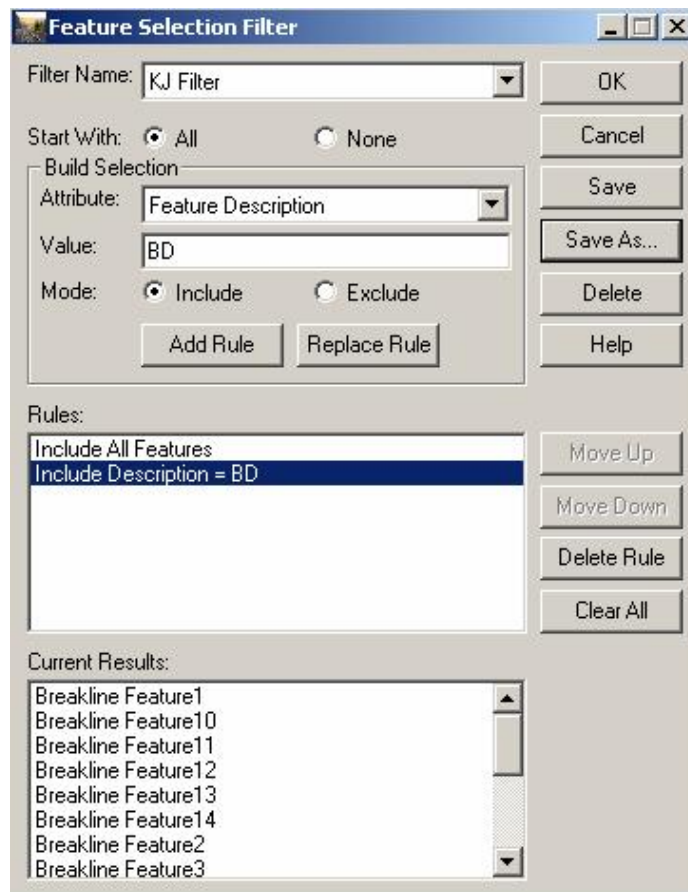 Feature Selection Filter
Filter Name: KJ Filter
OK
Start With: All None
Cancel
Build Selection
Attribute: Feature Description
Save
Value: BD
Save As...
Mode: Include Exclude
Delete
Add Rule Replace Rule
Help
Rules:
Include All Features
Include Description = BD
Move Up
Move Down
Delete Rule
Clear All
Current Results:
Breakline Feature1
Breakline Feature10
Breakline Feature11
Breakline Feature12
Breakline Feature13
Breakline Feature14
Breakline Feature2
Breakline Feature3